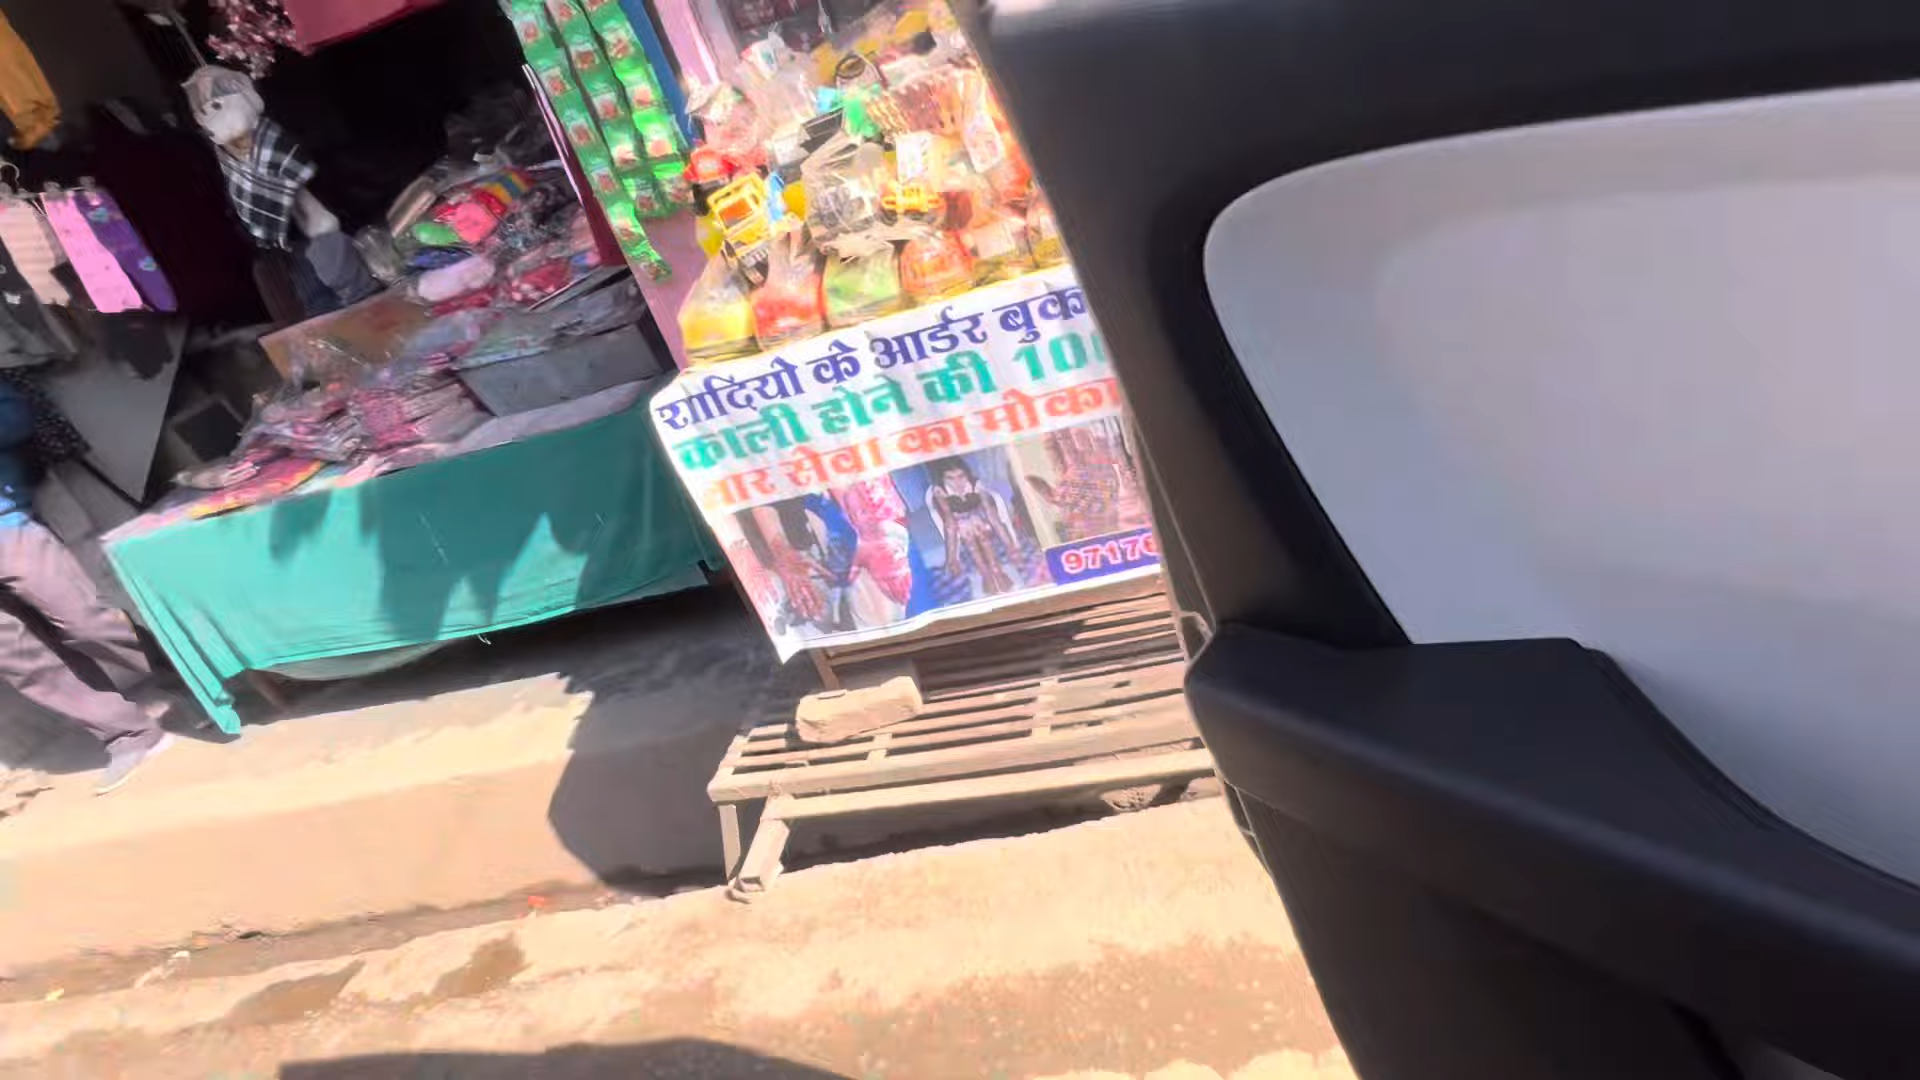 शादियो के आर्डर बुक
काली होने की 10
बार सेवा का मोका
9717